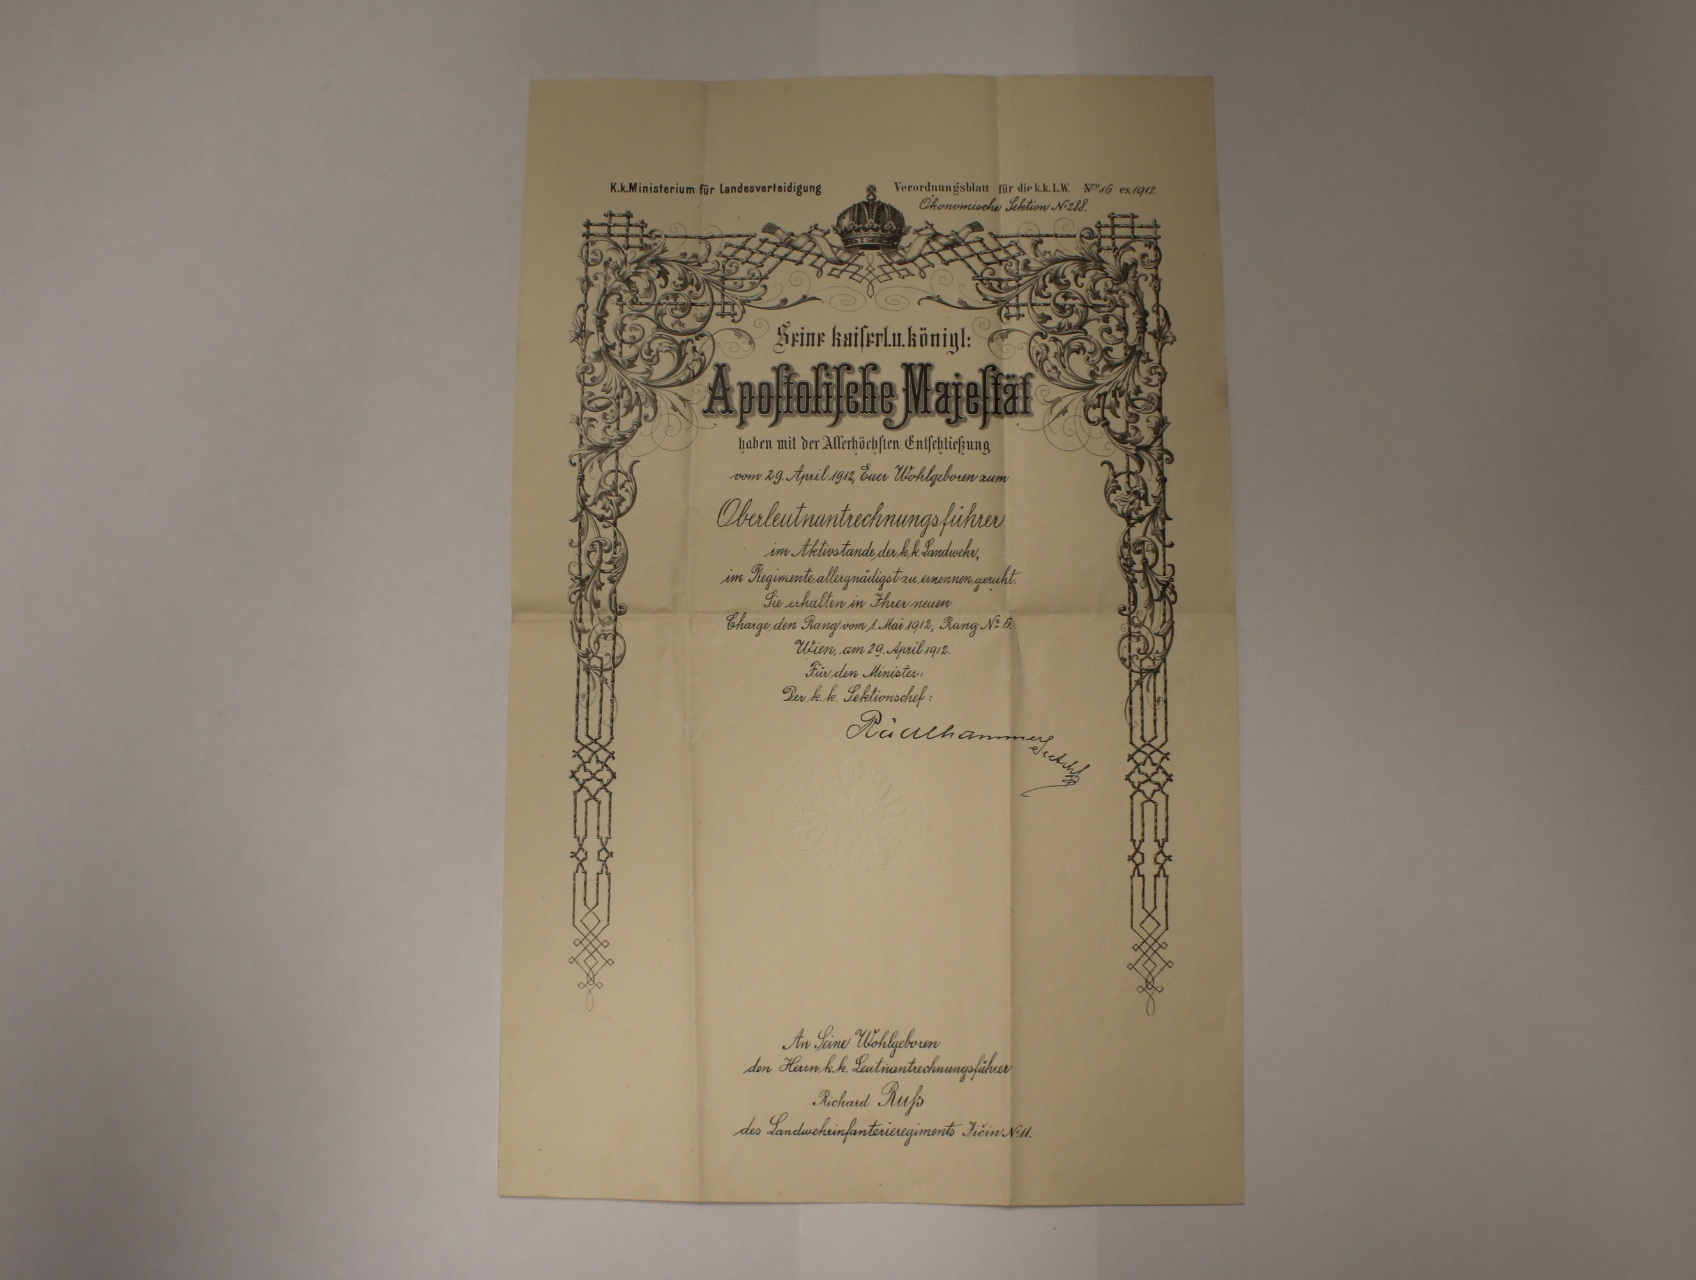 K.k. Ministerium für Landesverteidigung
Verordnungsblatt für die k.k. L.W. Nro 16 ex 1912.
Ökonomische Sektion No 288.
Seine kaiserl. u. königl:
Apostolische Majestät
haben mit der Allerhöchsten Entschließung
vom 29. April 1912, Euer Wohlgeboren zum
Oberleutnantrechnungsführer
im Aktivstande der k. k. Landwehr,
im Regimente allergnädigst zu ernennen geruht.
Sie erhalten in Ihrer neuen
Charge den Rang vom 1. Mai 1912, Rang No 5.
Wien, am 29. April 1912.
Für den Minister:
Der k. k. Sektionschef:
Rádlhammer
An Seine Wohlgeboren
den Herrn k. k. Leutnantrechnungsführer
Richard Ruß
des Landwehrinfanterieregiments Jičin No 11.